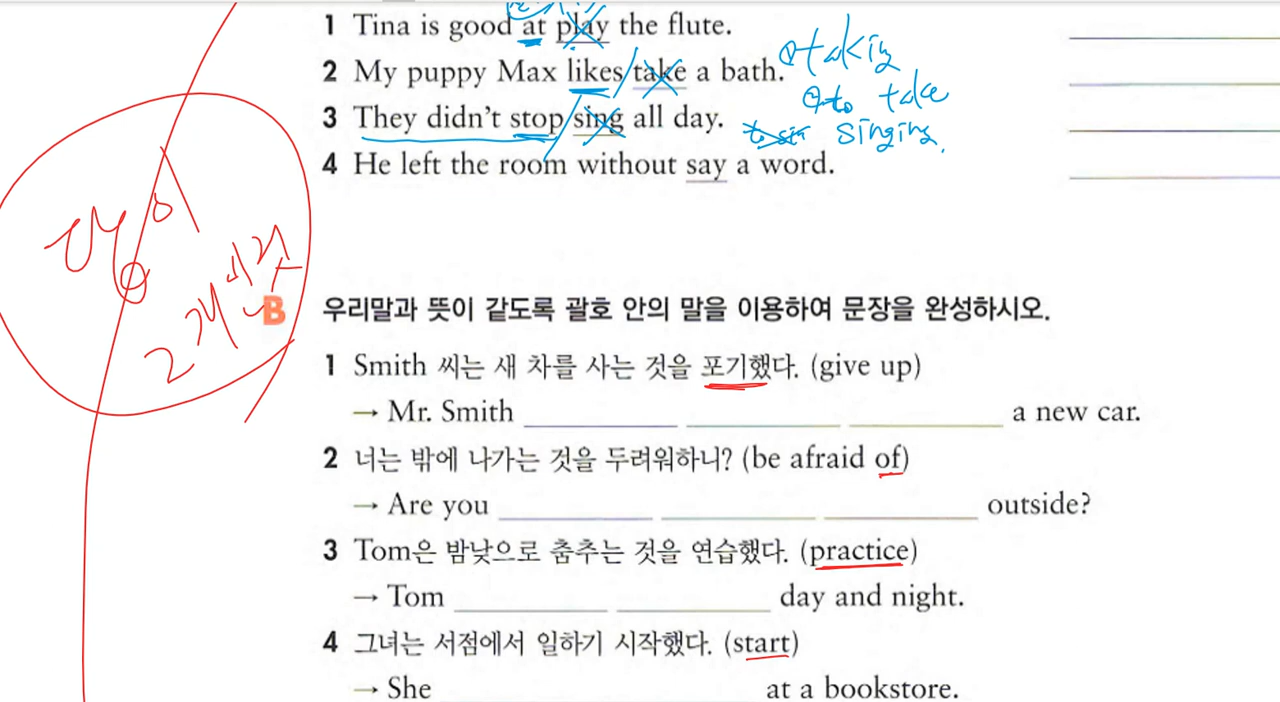 1 Tina is good at play the flute.
2 My puppy Max likes take a bath. ①taking
②to take
3 They didn't stop sing all day. to sin singing.
4 He left the room without say a word.
2개
B 우리말과 뜻이 같도록 괄호 안의 말을 이용하여 문장을 완성하시오.
1 Smith 씨는 새 차를 사는 것을 포기했다. (give up)
→ Mr. Smith a new car.
2 너는 밖에 나가는 것을 두려워하니? (be afraid of)
→ Are you outside?
3 Tom은 밤낮으로 춤추는 것을 연습했다. (practice)
→ Tom day and night.
4 그녀는 서점에서 일하기 시작했다. (start)
→ She at a bookstore.